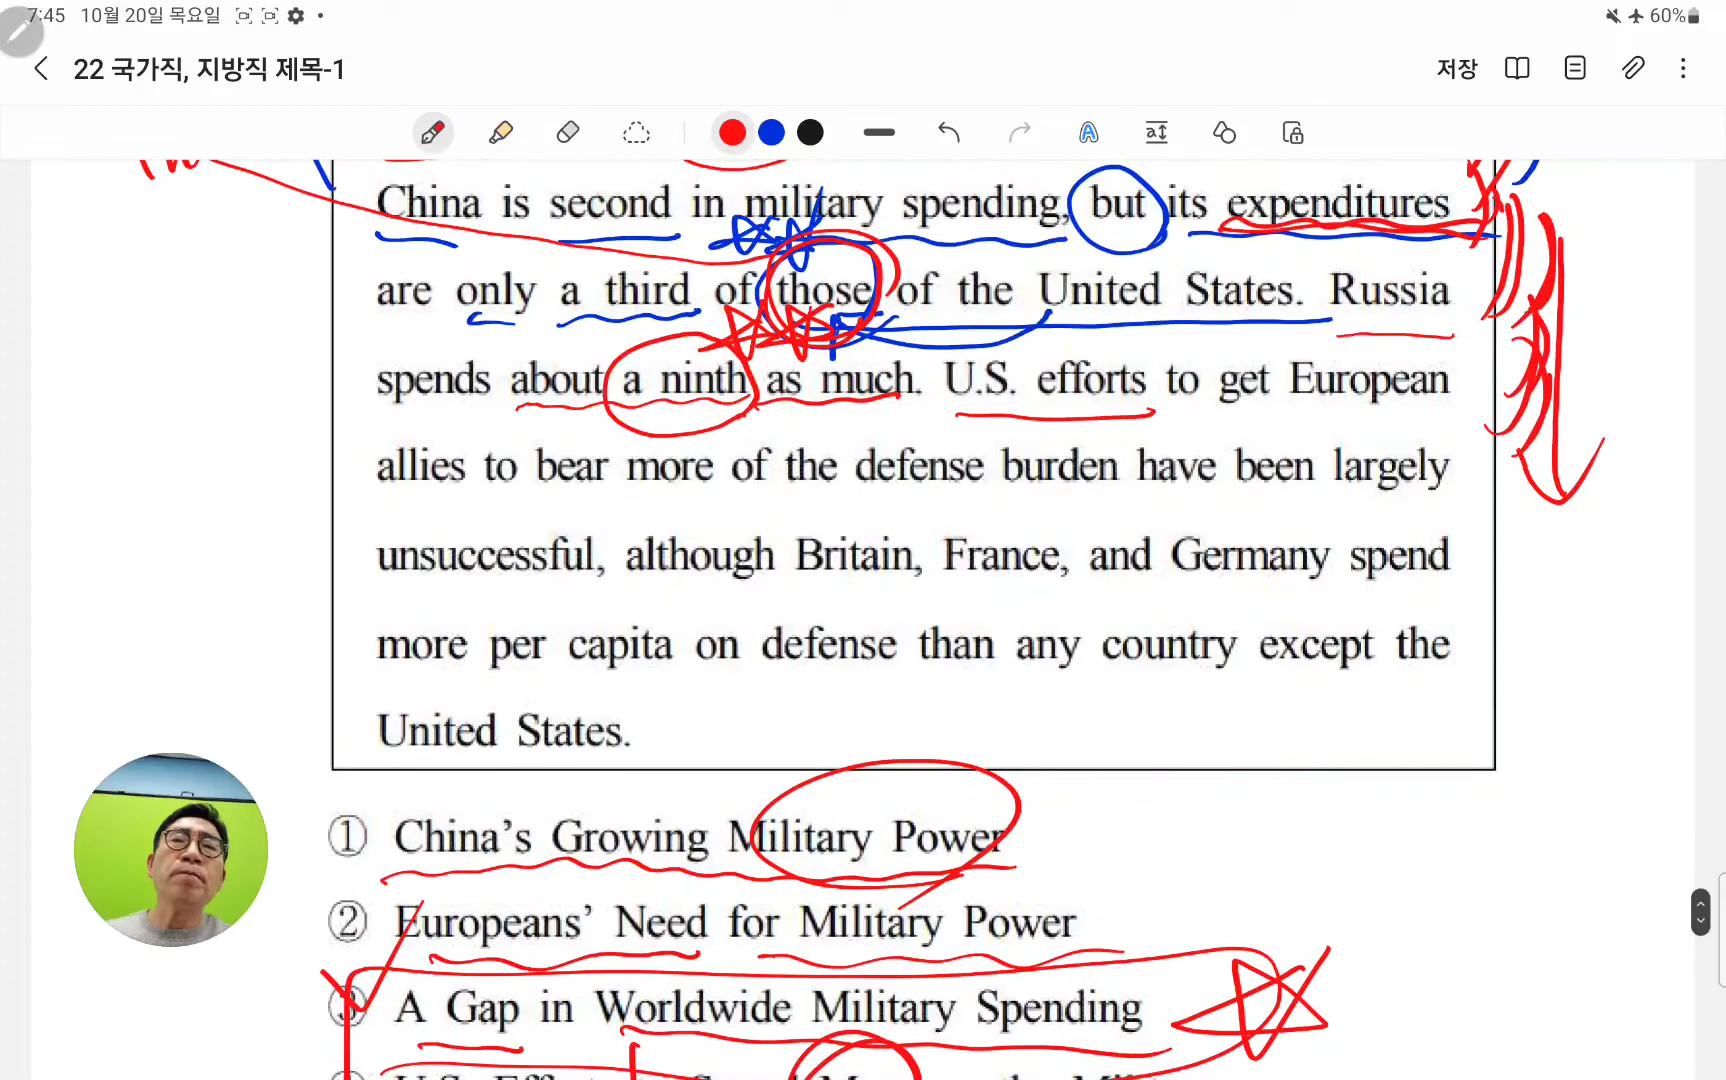 7:45 10월 20일 목요일 60%
22 국가직, 지방직 제목-1 저장
China is second in military spending, but its expenditures
are only a third of those of the United States. Russia
spends about a ninth as much. U.S. efforts to get European
allies to bear more of the defense burden have been largely
unsuccessful, although Britain, France, and Germany spend
more per capita on defense than any country except the
United States.
① China’s Growing Military Power
② Europeans’ Need for Military Power
③ A Gap in Worldwide Military Spending